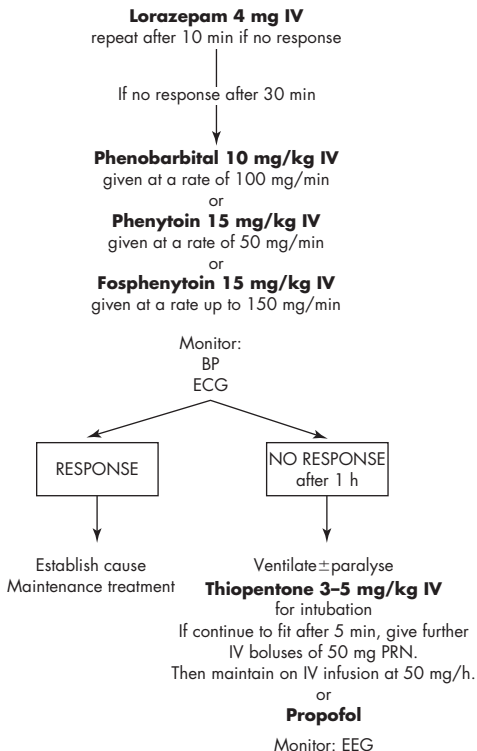 Lorazepam 4 mg IV
repeat after 10 min if no response
If no response after 30 min
Phenobarbital 10 mg/kg IV
given at a rate of 100 mg/min
or
Phenytoin 15 mg/kg IV
given at a rate of 50 mg/min
or
Fosphenytoin 15 mg/kg IV
given at a rate up to 150 mg/min
Monitor:
BP
ECG
RESPONSE
Establish cause
Maintenance treatment
NO RESPONSE
after 1 h
Ventilate±paralyse
Thiopentone 3–5 mg/kg IV
for intubation
If continue to fit after 5 min, give further
IV boluses of 50 mg PRN.
Then maintain on IV infusion at 50 mg/h.
or
Propofol
Monitor: EEG